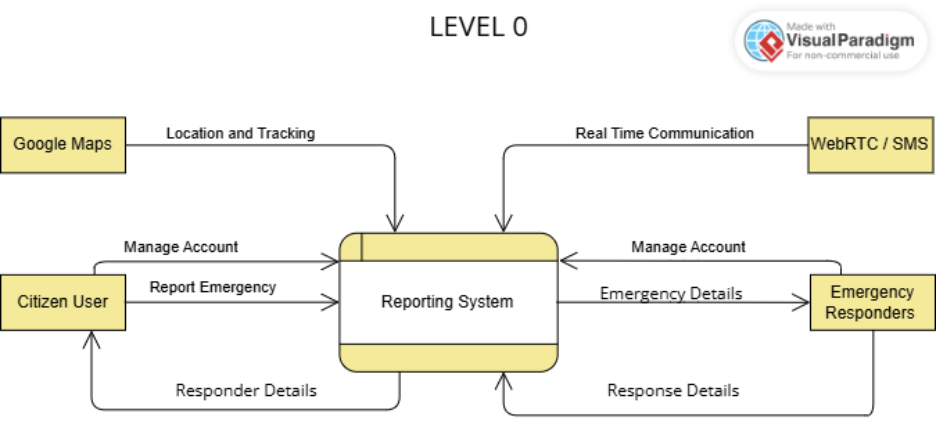 LEVEL 0
Made with
Visual Paradigm
For non-commercial use
Google Maps
Location and Tracking
Real Time Communication
WebRTC / SMS
Manage Account
Manage Account
Citizen User
Report Emergency
Reporting System
Emergency Details
Emergency
Responders
Responder Details
Response Details